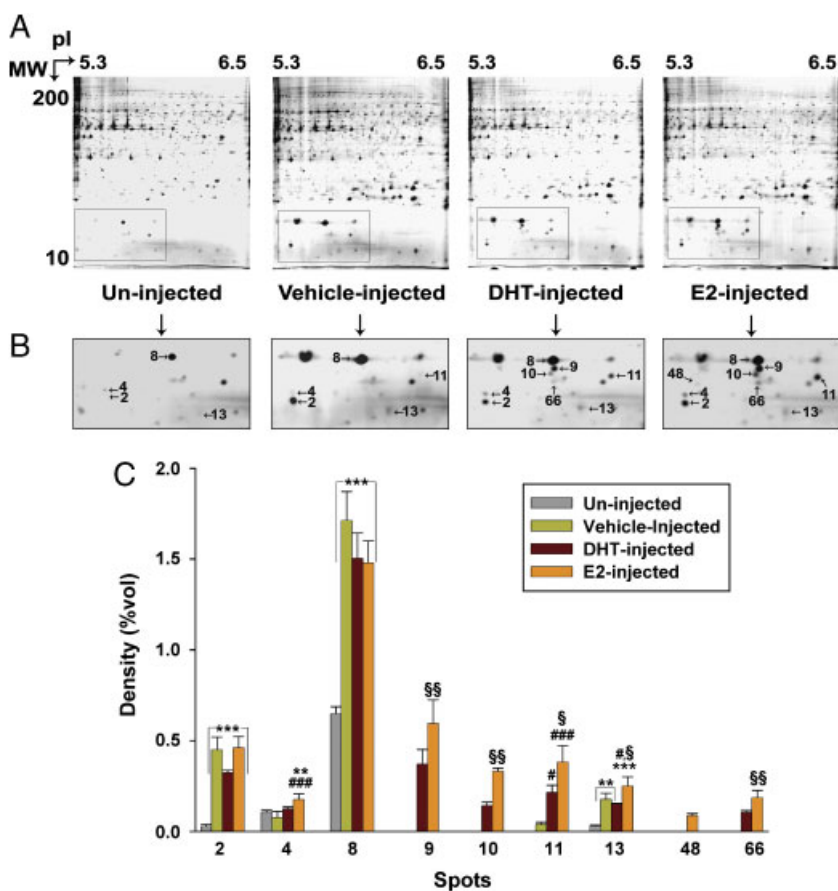 A
pI
MW
5.3 6.5 5.3 6.5 5.3 6.5 5.3 6.5
200
10
Un-injected Vehicle-injected DHT-injected E2-injected
B
8→ ←4 ←2 ←13
8→ ←11 ←4 ←2 ←13
8→ ←9 10→ ←11 ←4 ←2 ↑ 66 ←13
8→ ←9 48 10→ 11 ←4 ←2 ↑ 66 ←13
C
Density (%vol)
2.0
1.5
1.0
0.5
0.0
Un-injected
Vehicle-Injected
DHT-injected
E2-injected
***
** ###
***
§§
§§
#
§ ###
**
#,§ ***
§§
2 4 8 9 10 11 13 48 66
Spots